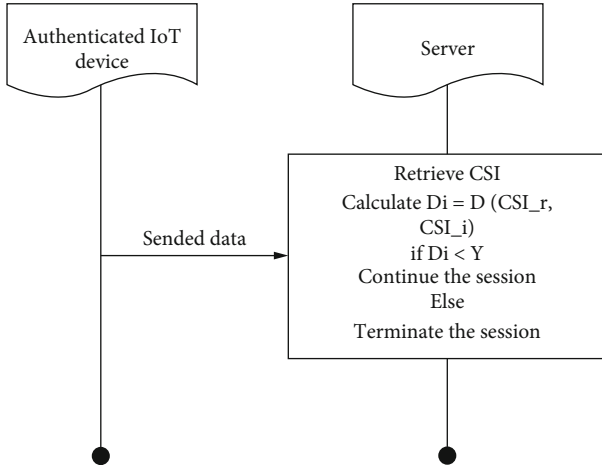 Authenticated IoT
device
Server
Sended data
Retrieve CSI
Calculate Di = D (CSI_r,
CSI_i)
if Di < Y
Continue the session
Else
Terminate the session